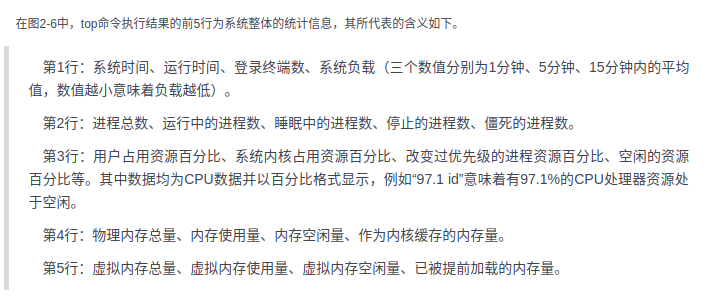 在图2-6中，top命令执行结果的前5行为系统整体的统计信息，其所代表的含义如下。
第1行：系统时间、运行时间、登录终端数、系统负载（三个数值分别为1分钟、5分钟、15分钟内的平均
值，数值越小意味着负载越低）。
第2行：进程总数、运行中的进程数、睡眠中的进程数、停止的进程数、僵死的进程数。
第3行：用户占用资源百分比、系统内核占用资源百分比、改变过优先级的进程资源百分比、空闲的资源
百分比等。其中数据均为CPU数据并以百分比格式显示，例如“97.1 id”意味着有97.1%的CPU处理器资源处
于空闲。
第4行：物理内存总量、内存使用量、内存空闲量、作为内核缓存的内存量。
第5行：虚拟内存总量、虚拟内存使用量、虚拟内存空闲量、已被提前加载的内存量。